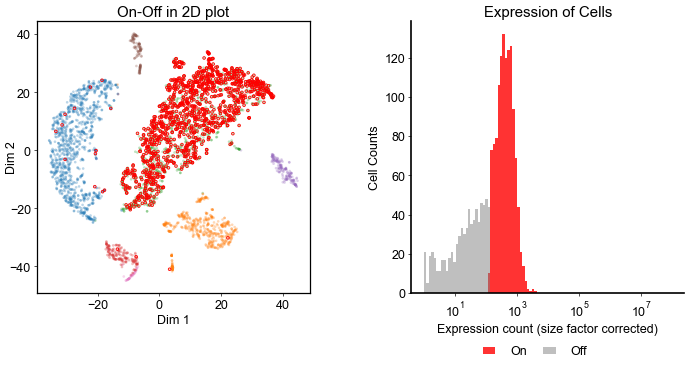 On-Off in 2D plot
40
20
0
−20
−40
Dim 2
−20
0
20
40
Dim 1
Expression of Cells
120
100
80
60
40
20
0
Cell Counts
10^1
10^3
10^5
10^7
Expression count (size factor corrected)
On
Off